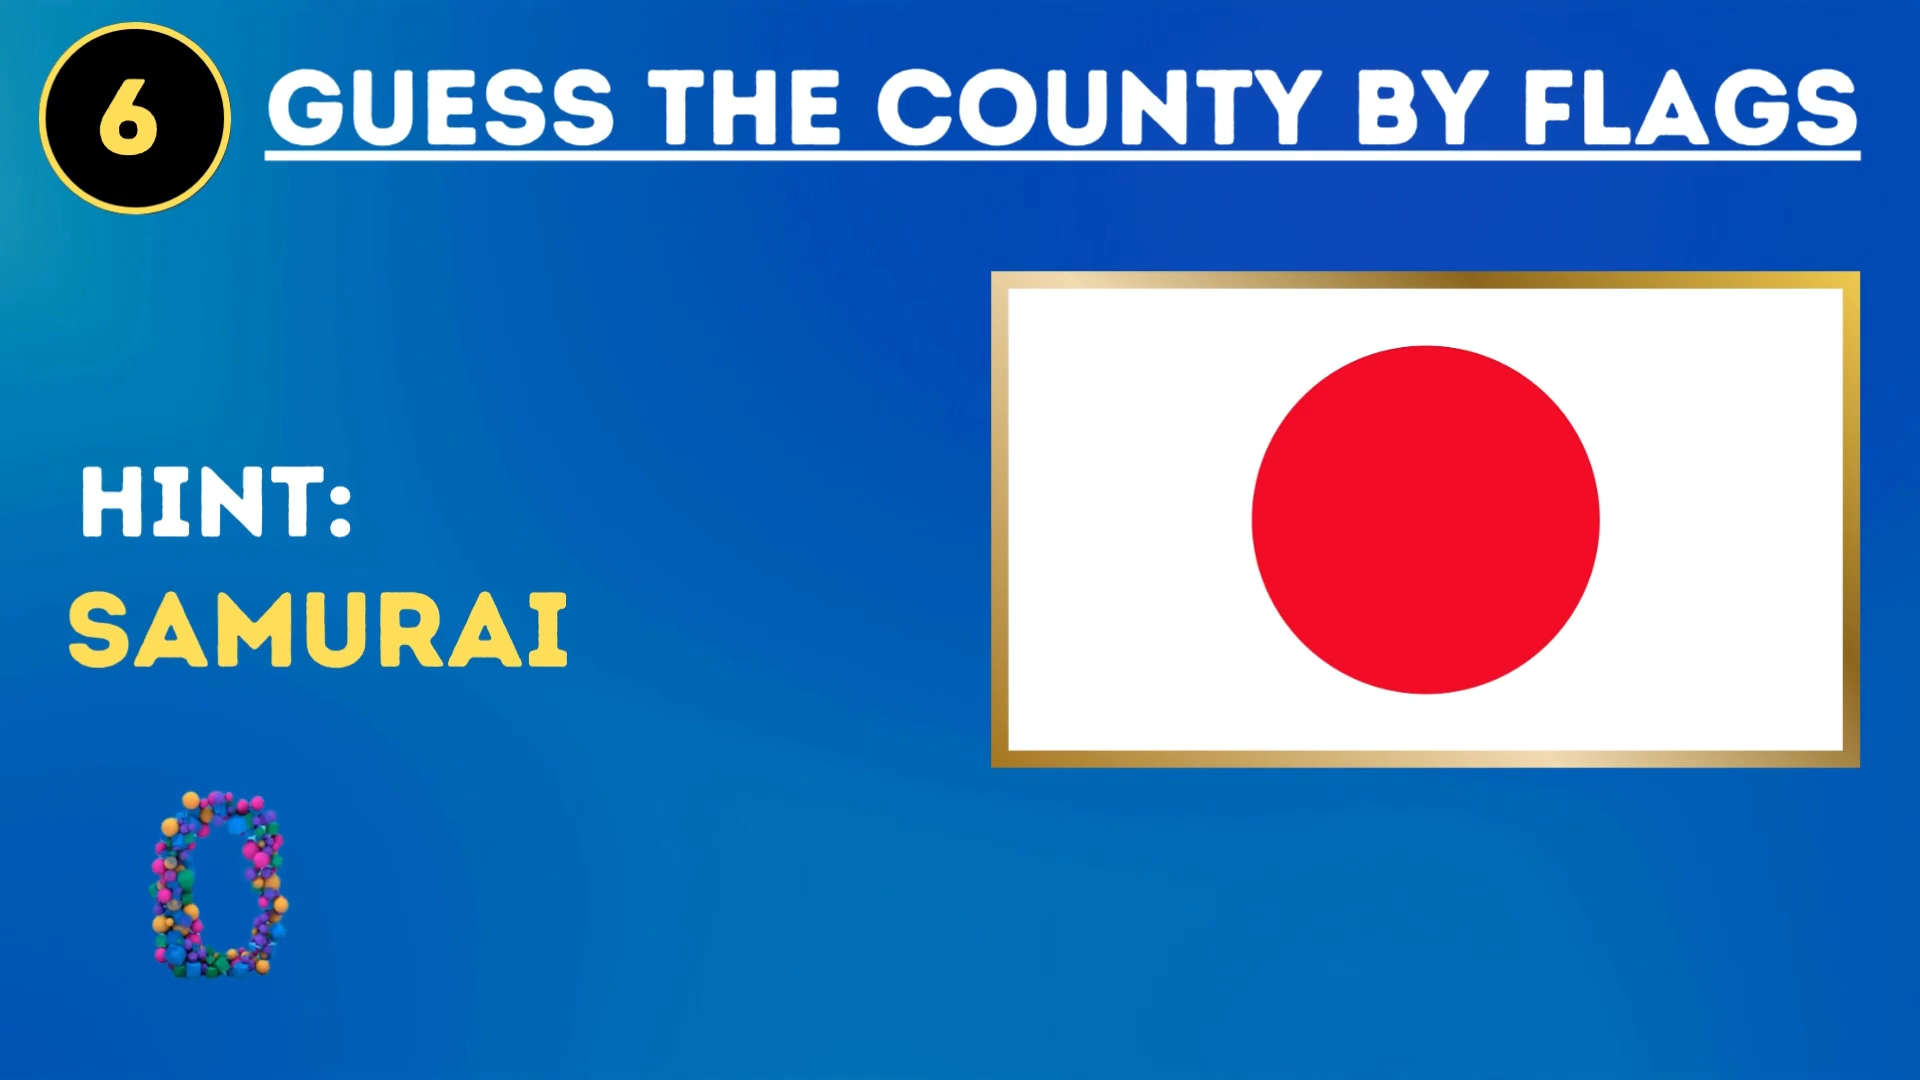 6
GUESS THE COUNTY BY FLAGS
HINT:
SAMURAI
0